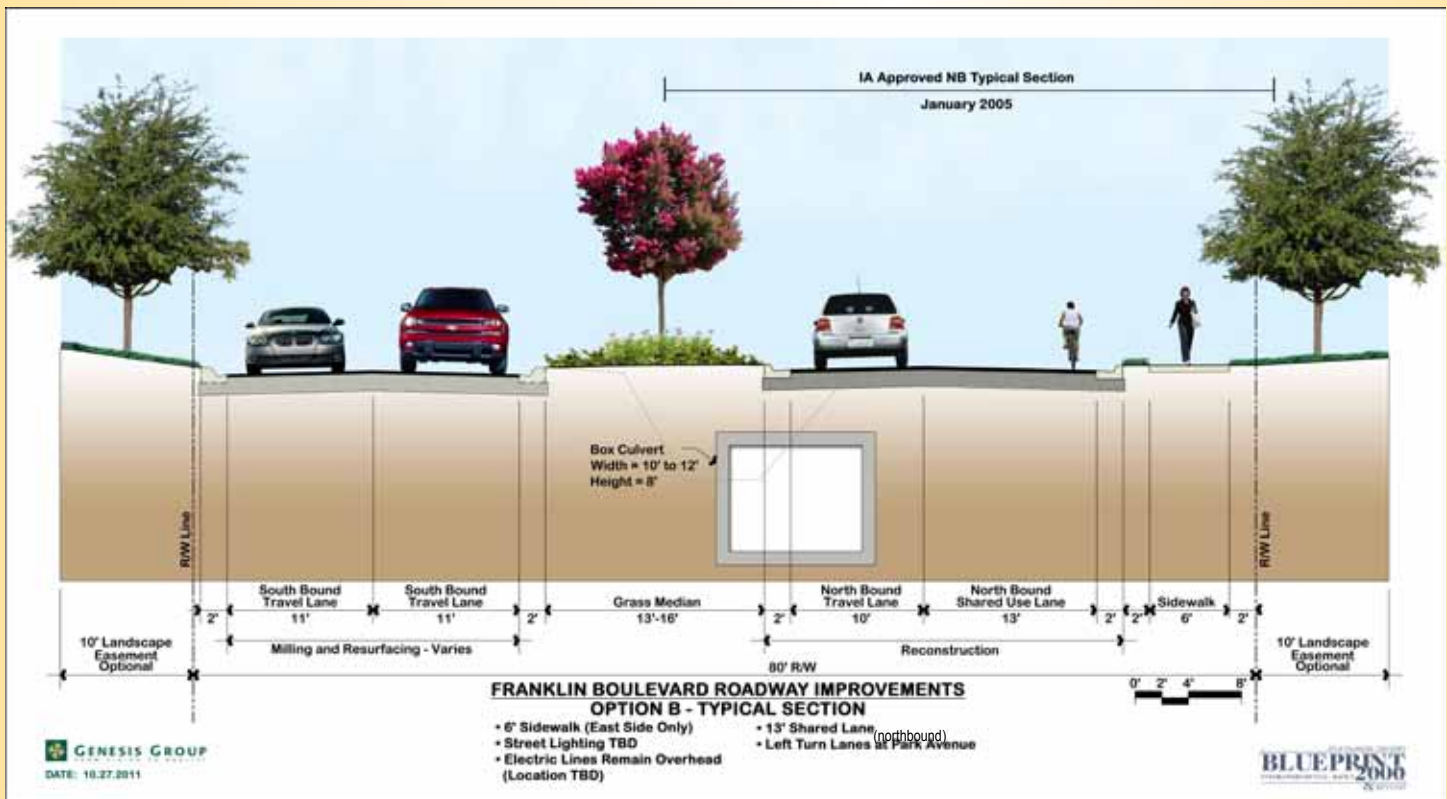 IA Approved NB Typical Section
January 2005
Box Culvert
Width = 10' to 12'
Height = 8'
R/W Line
R/W Line
South Bound
Travel Lane
11'
South Bound
Travel Lane
11'
Grass Median
13'-16'
North Bound
Travel Lane
10'
North Bound
Shared Use Lane
13'
Sidewalk
6'
2'
2'
2'
2'
2'
2'
10' Landscape
Easement
Optional
Milling and Resurfacing - Varies
Reconstruction
10' Landscape
Easement
Optional
80' R/W
0' 2' 4' 8'
FRANKLIN BOULEVARD ROADWAY IMPROVEMENTS
OPTION B - TYPICAL SECTION
• 6' Sidewalk (East Side Only)
• Street Lighting TBD
• Electric Lines Remain Overhead
(Location TBD)
• 13' Shared Lane (northbound)
• Left Turn Lanes at Park Avenue
GENESIS GROUP
DATE: 10.27.2011
BLUEPRINT
2000